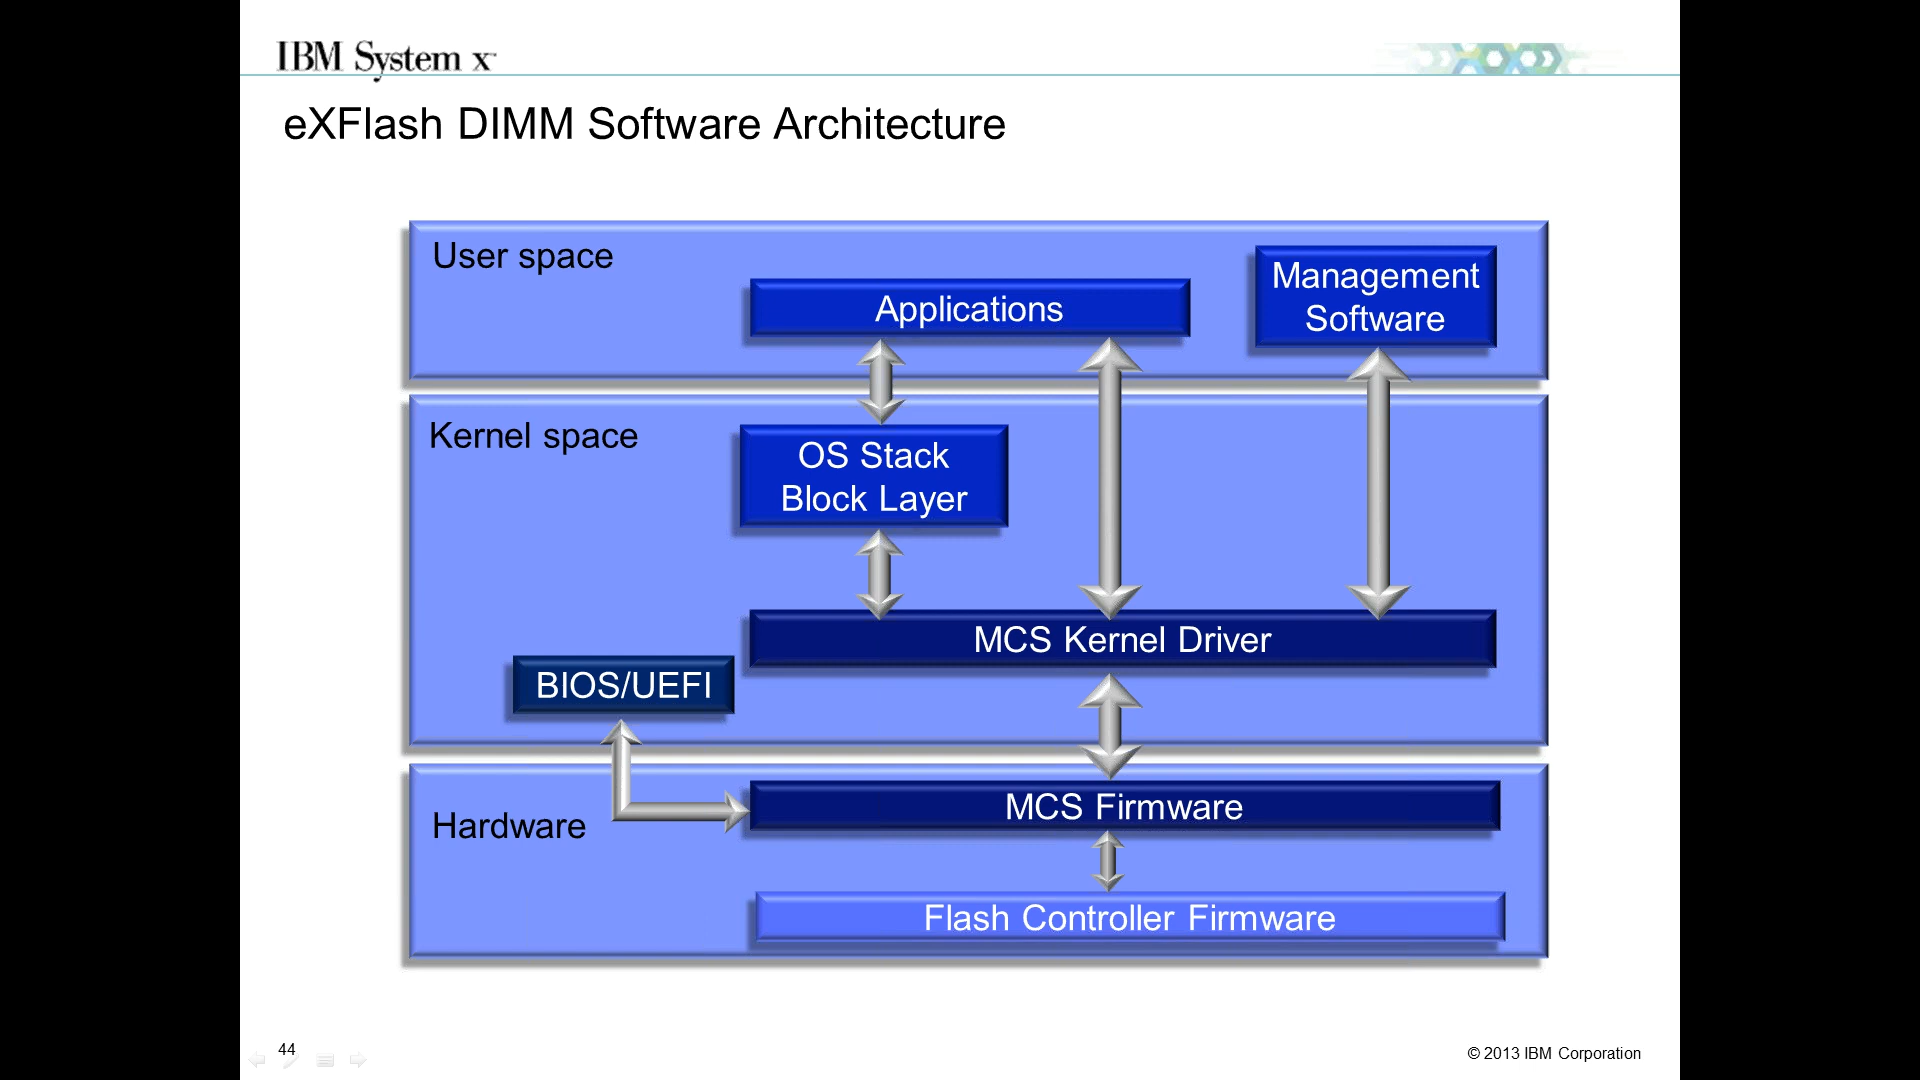 IBM System x
eXFlash DIMM Software Architecture
User space
Applications
Management
Software
Kernel space
OS Stack
Block Layer
MCS Kernel Driver
BIOS/UEFI
Hardware
MCS Firmware
Flash Controller Firmware
44
© 2013 IBM Corporation